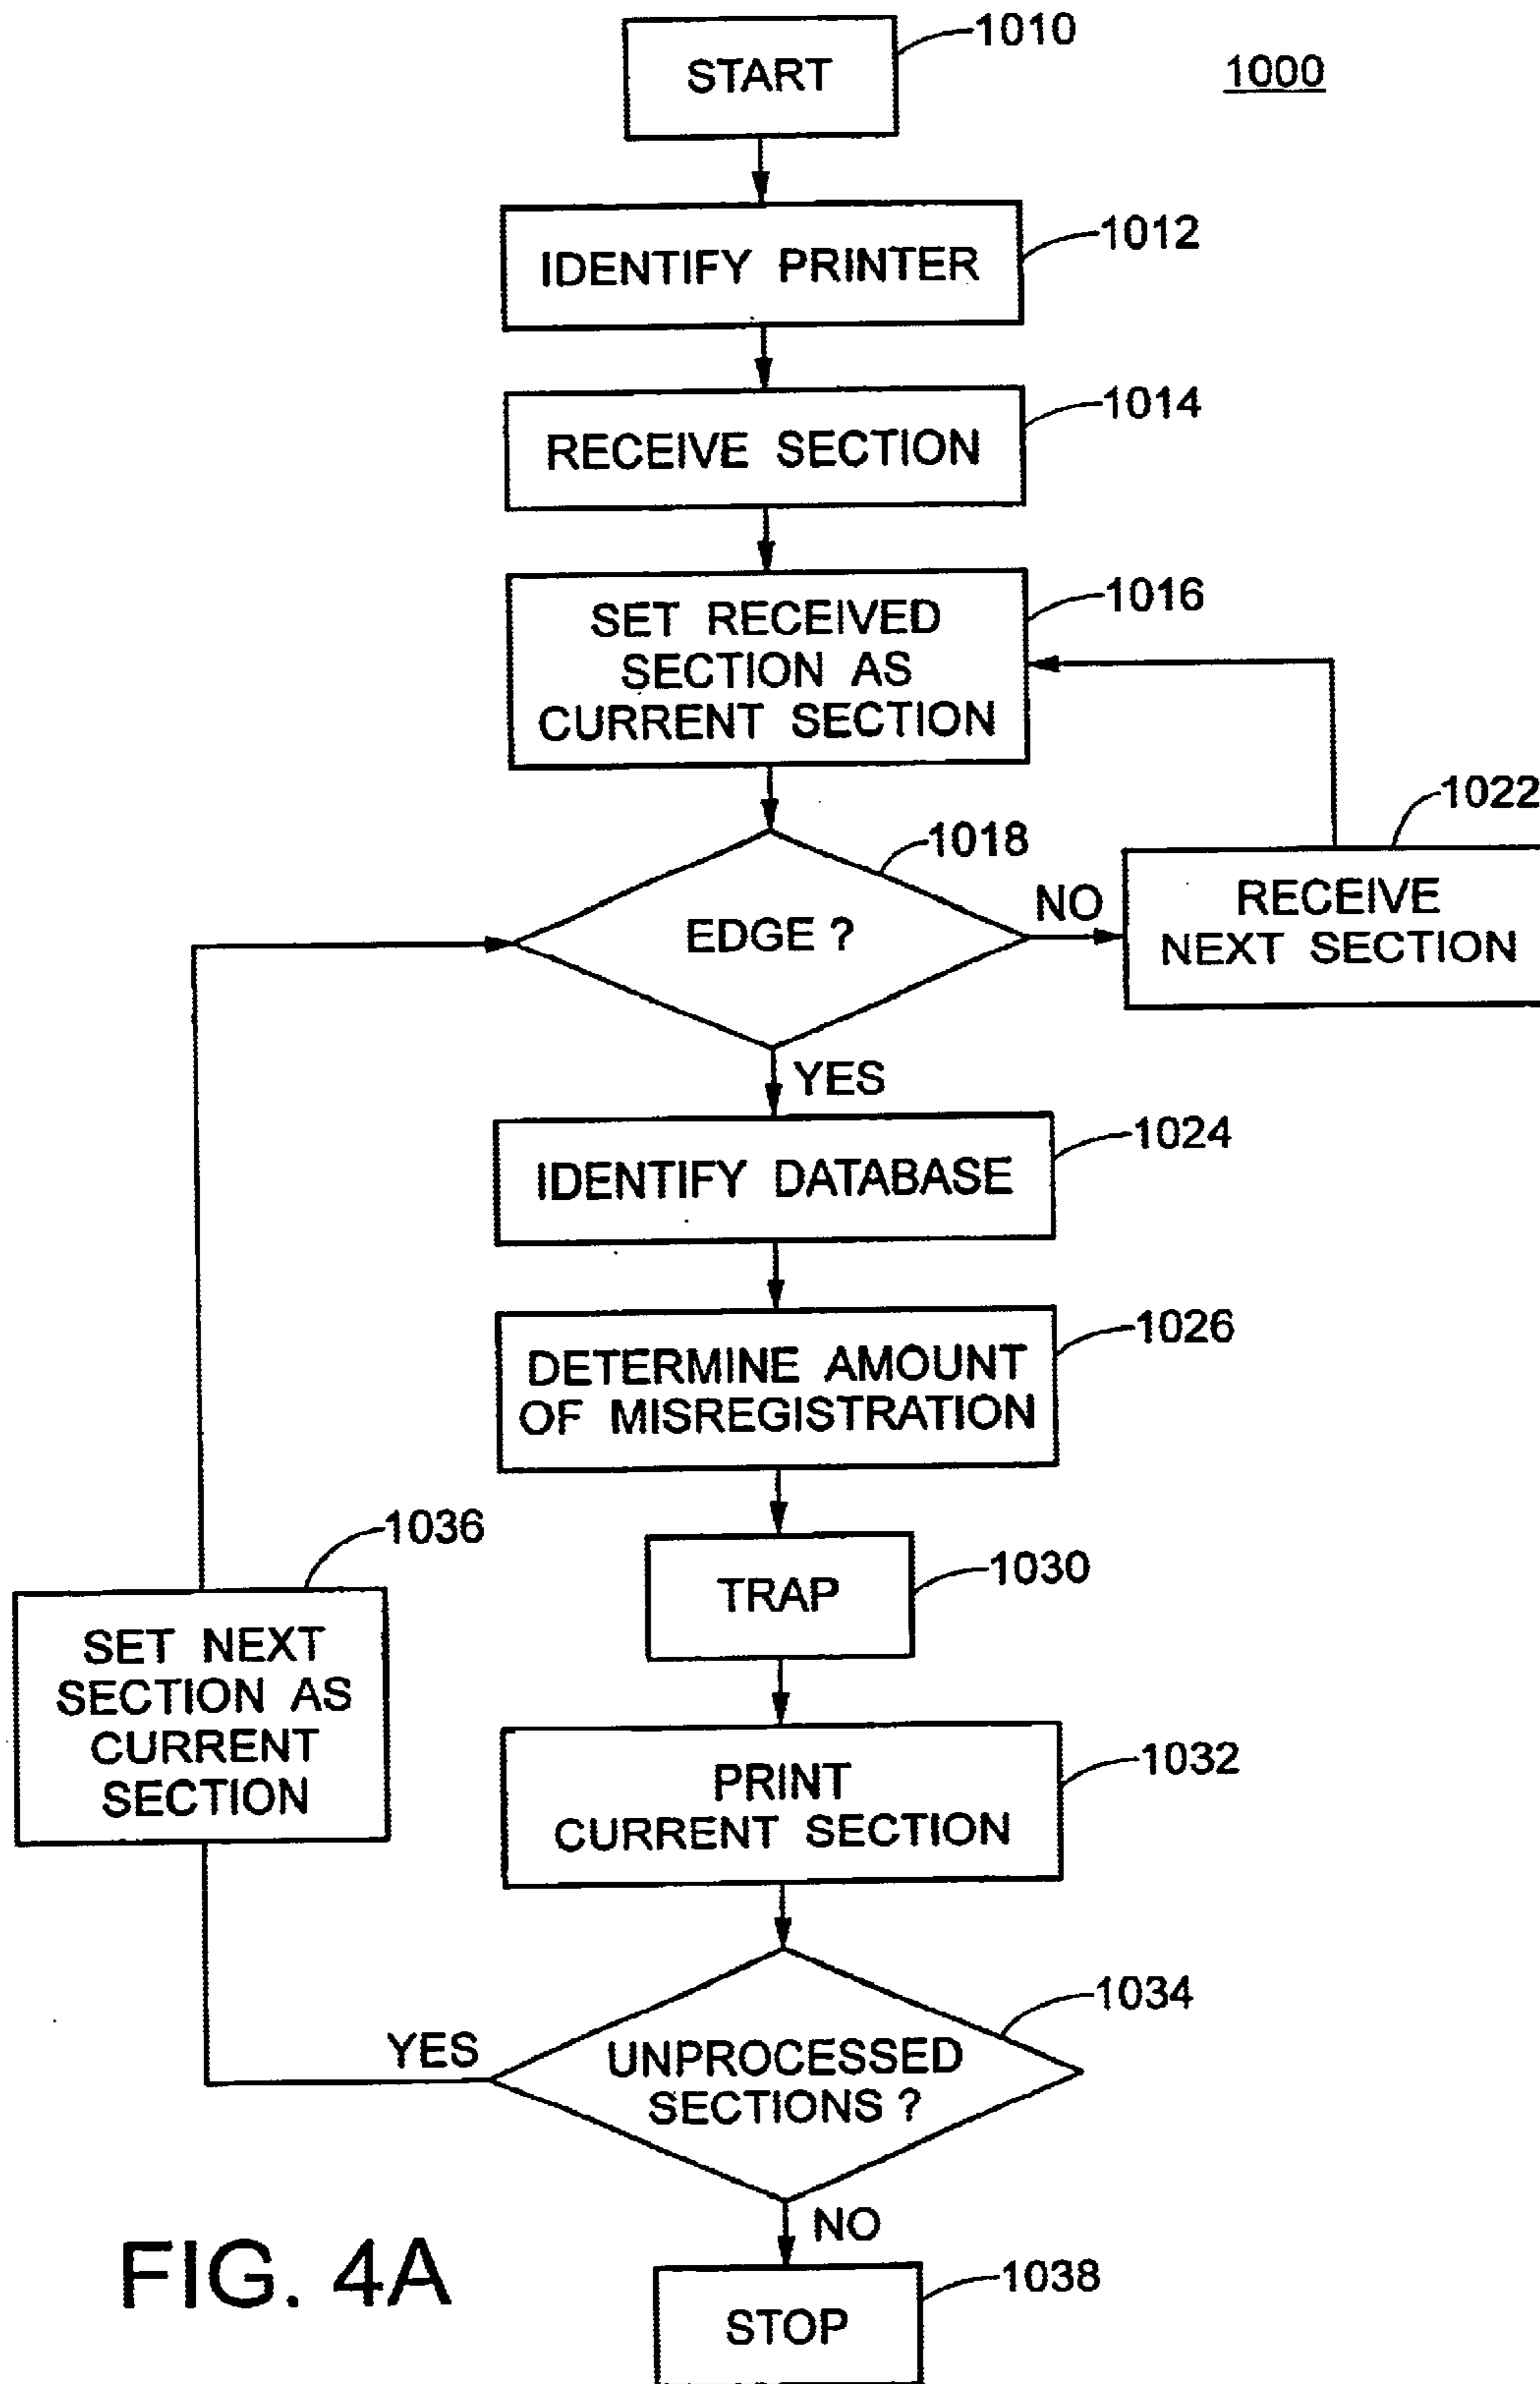 1010
START
1000
1012
IDENTIFY PRINTER
1014
RECEIVE SECTION
1016
SET RECEIVED
SECTION AS
CURRENT SECTION
1022
1018
EDGE ?
NO
RECEIVE
NEXT SECTION
YES
1024
IDENTIFY DATABASE
1026
DETERMINE AMOUNT
OF MISREGISTRATION
1036
1030
TRAP
SET NEXT
SECTION AS
CURRENT
SECTION
1032
PRINT
CURRENT SECTION
1034
YES
UNPROCESSED
SECTIONS ?
NO
FIG. 4A
1038
STOP